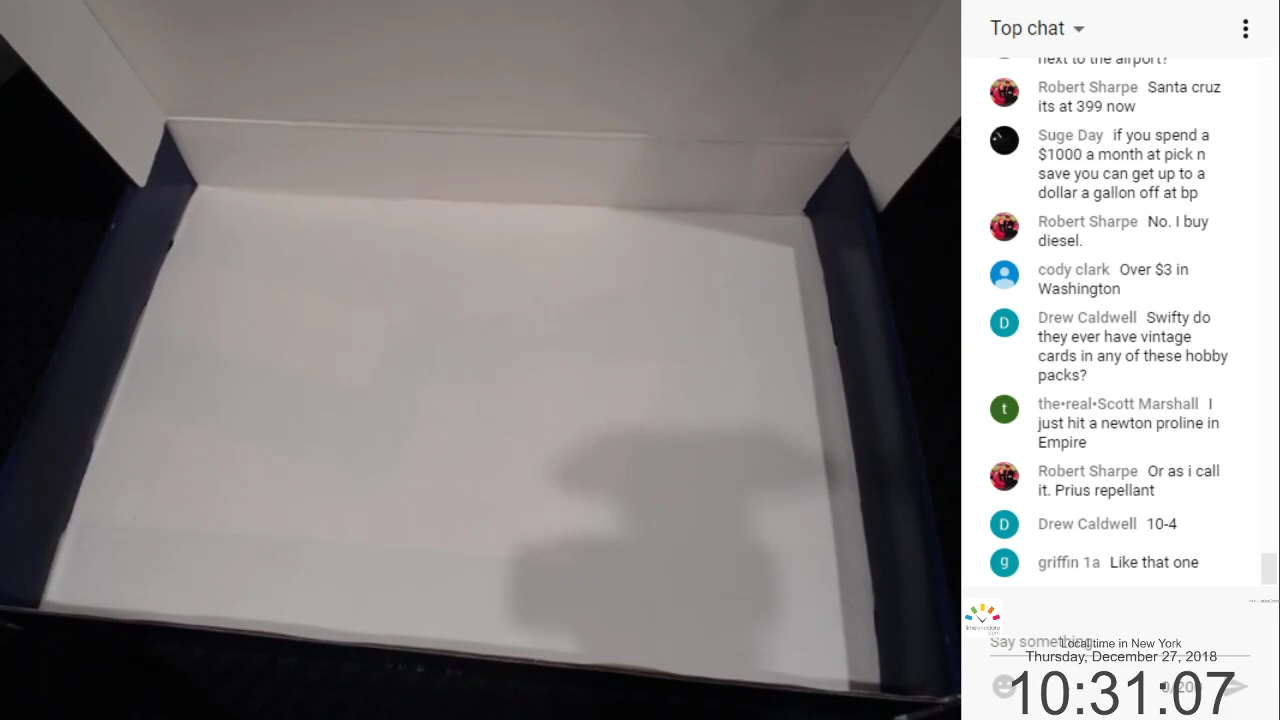 Top chat
next to the airport?
Robert Sharpe Santa cruz
its at 399 now
Suge Day if you spend a
$1000 a month at pick n
save you can get up to a
dollar a gallon off at bp
Robert Sharpe No. I buy
diesel.
cody clark Over $3 in
Washington
D
Drew Caldwell Swifty do
they ever have vintage
cards in any of these hobby
packs?
t
the•real•Scott Marshall I
just hit a newton proline in
Empire
Robert Sharpe Or as i call
it. Prius repellant
D
Drew Caldwell 10-4
g
griffin 1a Like that one
Say something...
Local time in New York
Thursday, December 27, 2018
10:31:07
0/200